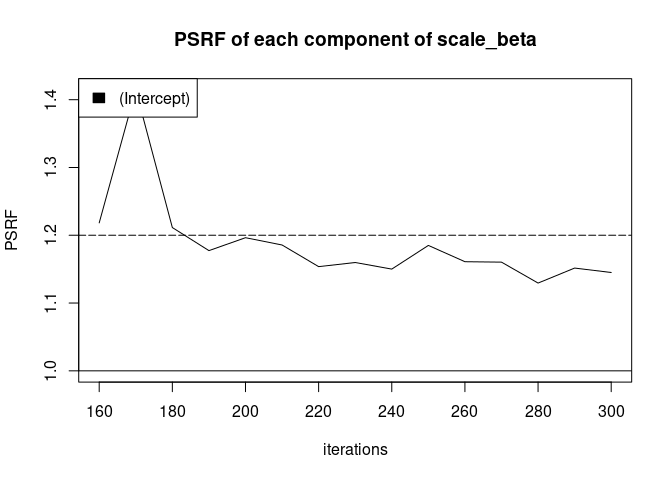 PSRF of each component of scale_beta
(Intercept)
PSRF
1.4
1.3
1.2
1.1
1.0
160 180 200 220 240 260 280 300
iterations